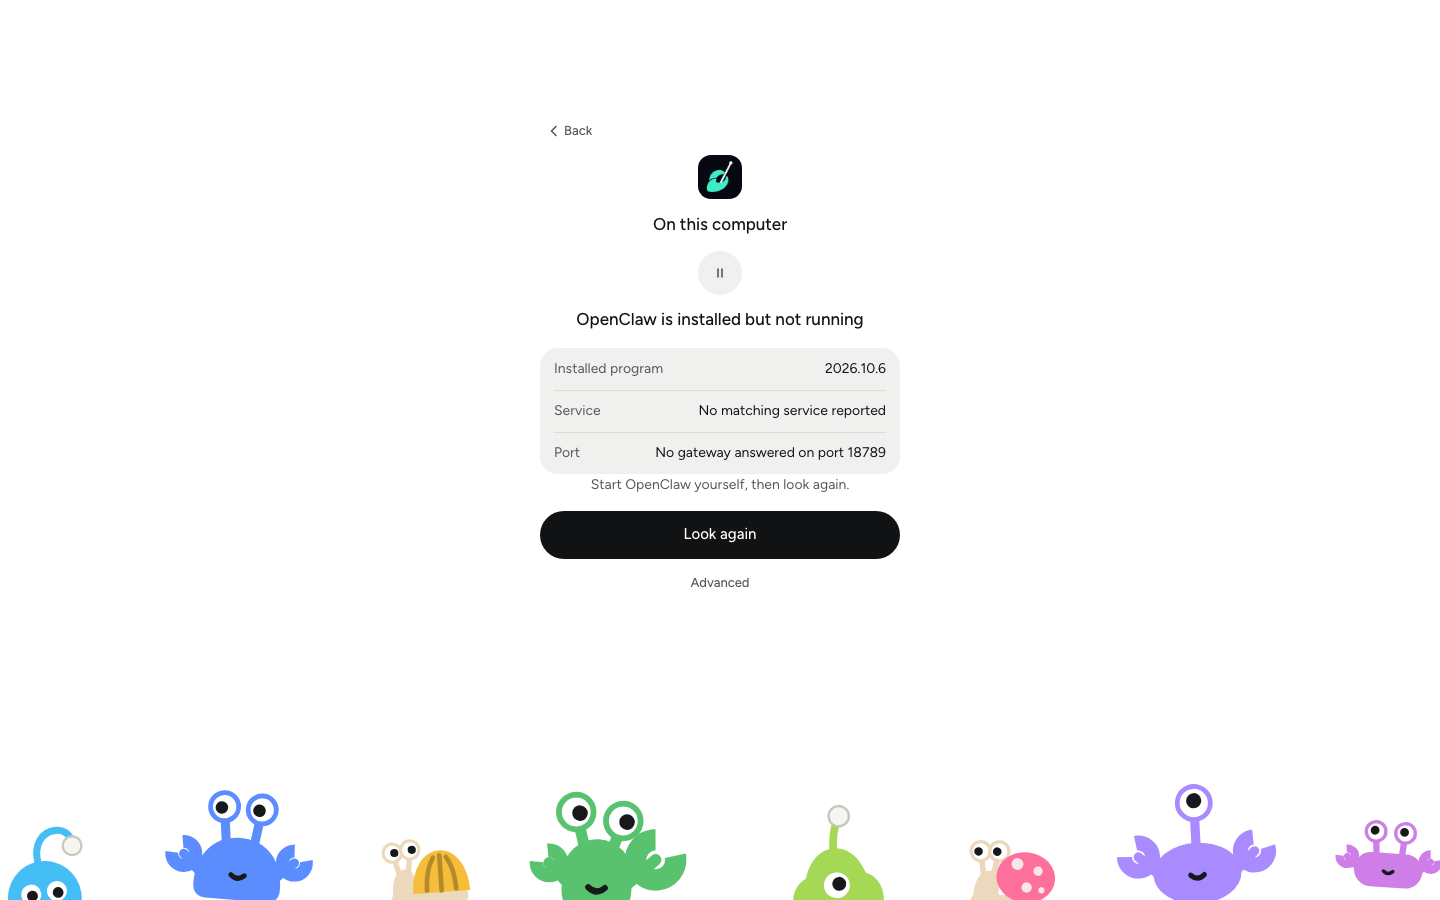 Back
On this computer
OpenClaw is installed but not running
Installed program 2026.10.6
Service No matching service reported
Port No gateway answered on port 18789
Start OpenClaw yourself, then look again.
Look again
Advanced